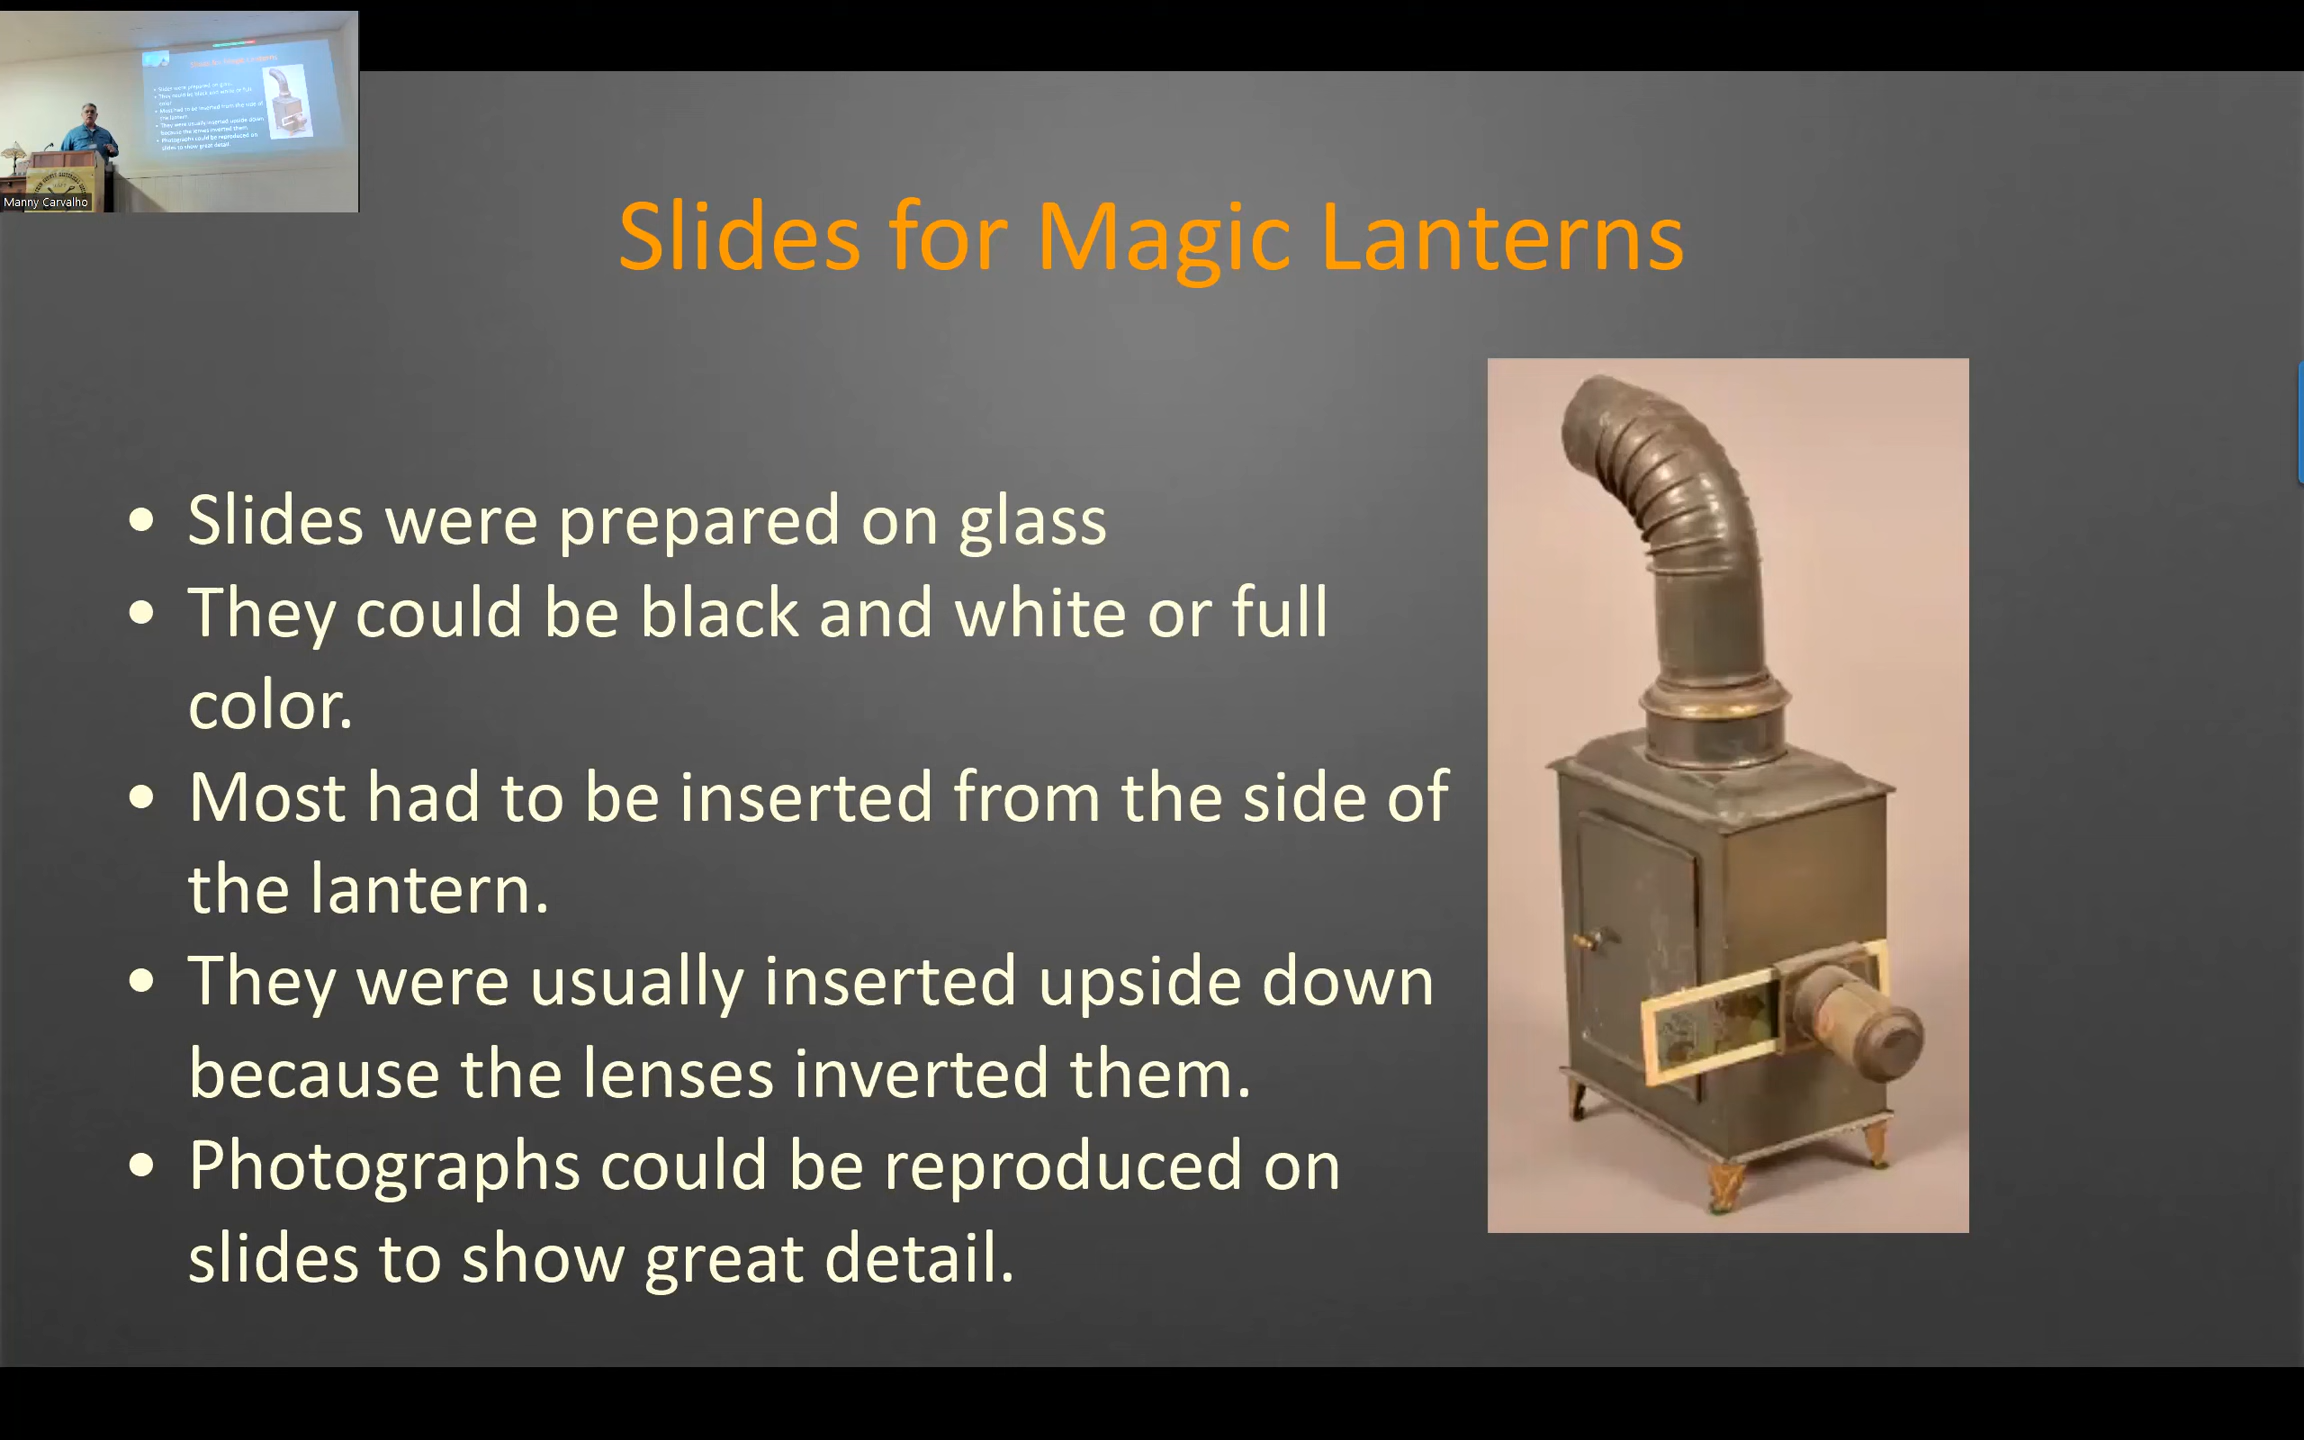 Manny Carvalho
Slides for Magic Lanterns
• Slides were prepared on glass
• They could be black and white or full
color.
• Most had to be inserted from the side of
the lantern.
• They were usually inserted upside down
because the lenses inverted them.
• Photographs could be reproduced on
slides to show great detail.